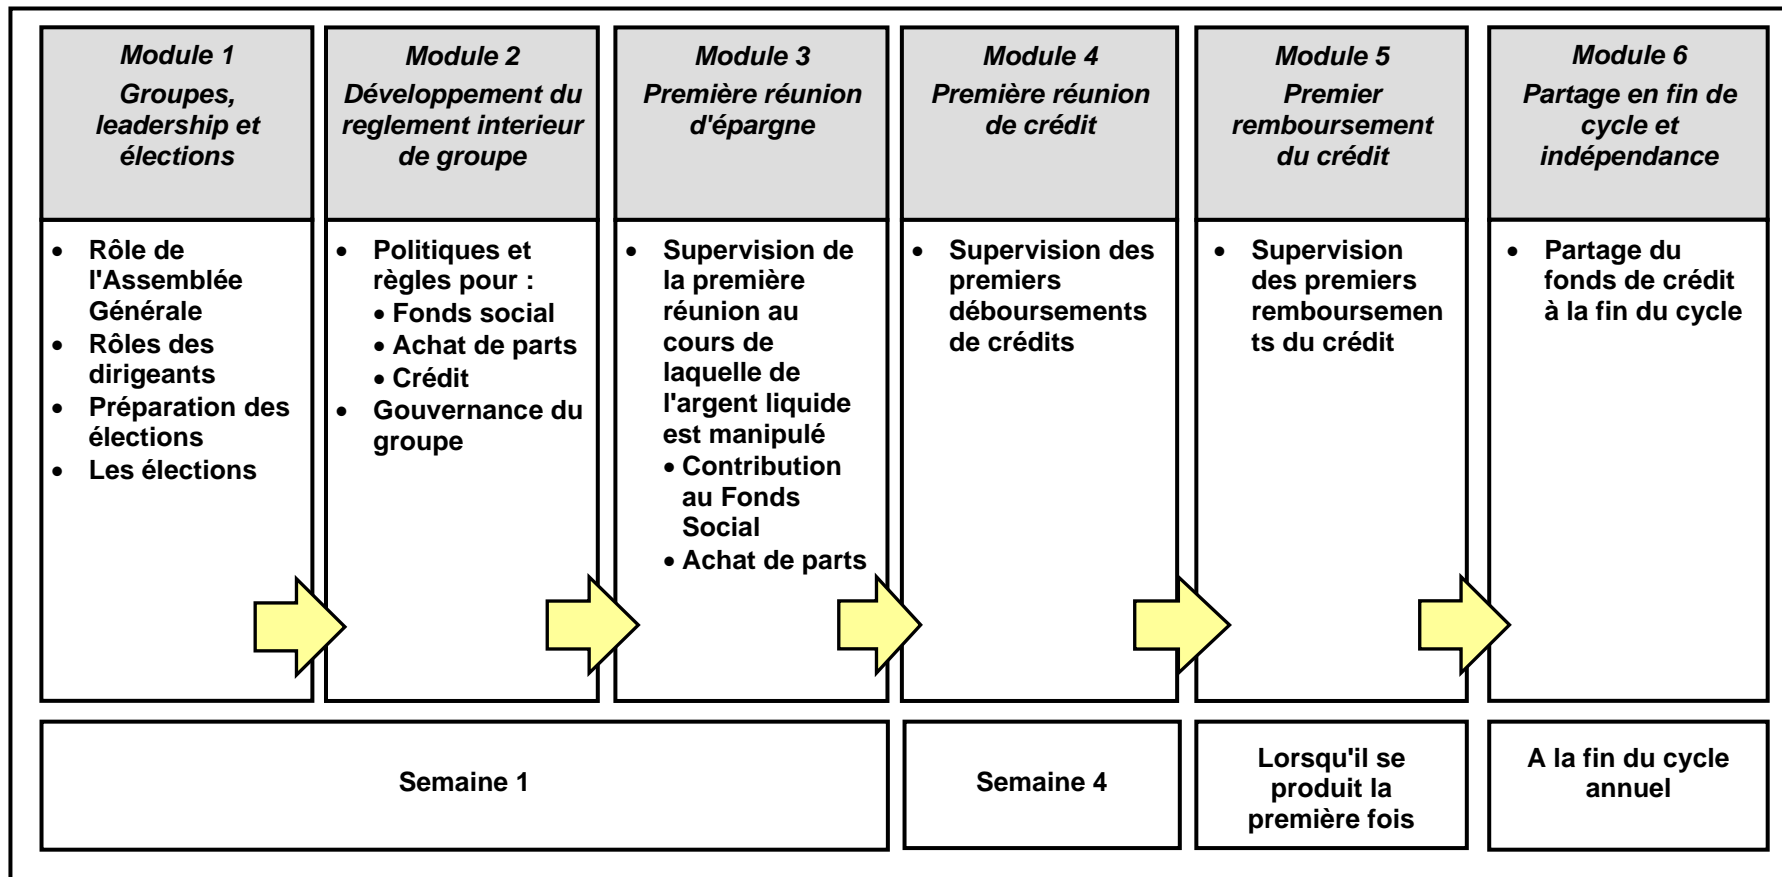 Module 1
Groupes,
leadership et
élections
Module 2
Développement du
reglement interieur
de groupe
Module 3
Première réunion
d'épargne
Module 4
Première réunion
de crédit
Module 5
Premier
remboursement
du crédit
Module 6
Partage en fin de
cycle et
indépendance
• Rôle de
l'Assemblée
Générale
• Rôles des
dirigeants
• Préparation des
élections
• Les élections
• Politiques et
règles pour :
• Fonds social
• Achat de parts
• Crédit
• Gouvernance du
groupe
• Supervision de
la première
réunion au
cours de
laquelle de
l'argent liquide
est manipulé
• Contribution
au Fonds
Social
• Achat de parts
• Supervision des
premiers
déboursements
de crédits
• Supervision
des premiers
remboursemen
ts du crédit
• Partage du
fonds de crédit
à la fin du cycle
Semaine 1
Semaine 4
Lorsqu'il se
produit la
première fois
A la fin du cycle
annuel